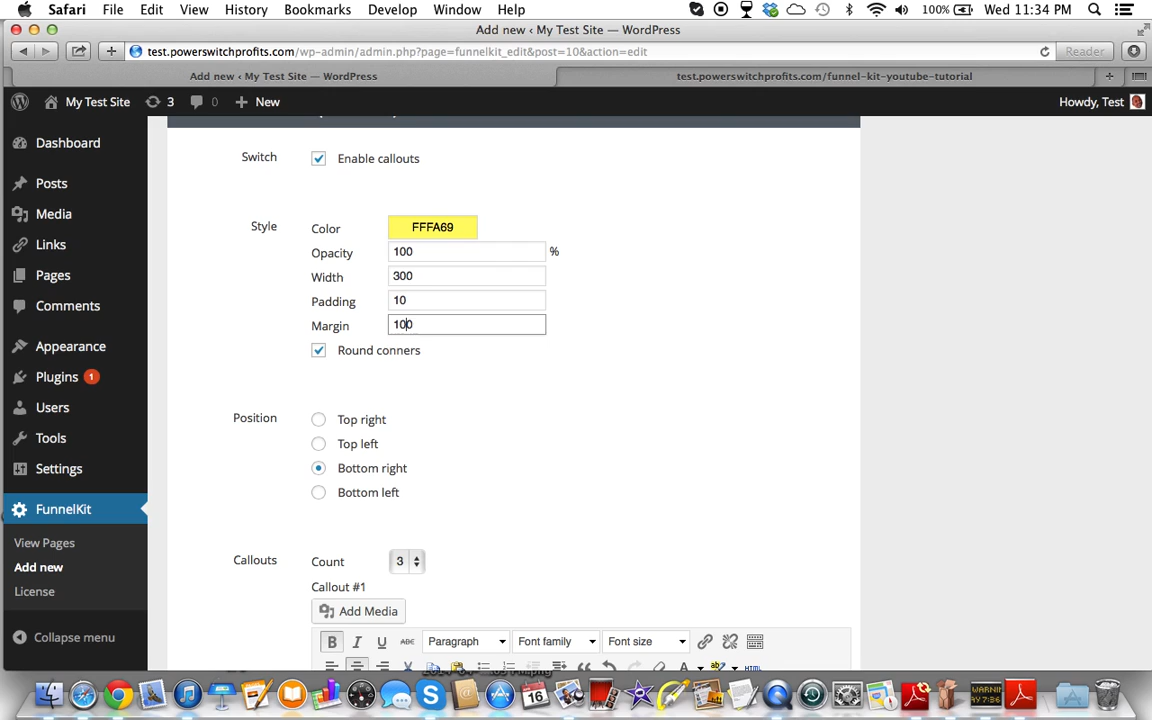 Safari File Edit View History Bookmarks Develop Window Help 100% Wed 11:34 PM
Add new ‹ My Test Site — WordPress
test.powerswitchprofits.com/wp-admin/admin.php?page=funnelkit_edit&post=10&action=edit Reader
Add new ‹ My Test Site — WordPress test.powerswitchprofits.com/funnel-kit-youtube-tutorial
My Test Site 3 0 New Howdy, Test
Dashboard
Posts
Media
Links
Pages
Comments
Appearance
Plugins 1
Users
Tools
Settings
FunnelKit
View Pages
Add new
License
Collapse menu
Switch Enable callouts
Style Color FFFA69
Opacity 100 %
Width 300
Padding 10
Margin 100
Round conners
Position Top right
Top left
Bottom right
Bottom left
Callouts Count 3
Callout #1
Add Media
B I U ABC Paragraph Font family Font size
A ab HTML
16